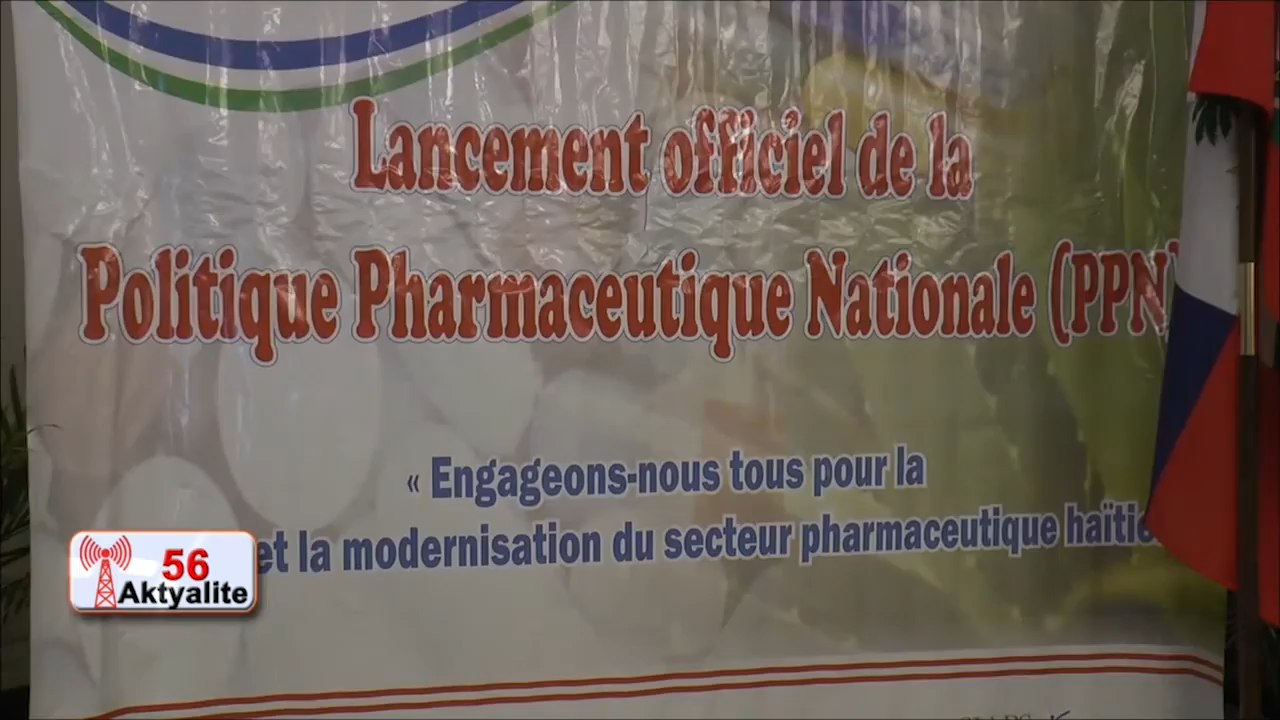 Lancement officiel de la
Politique Pharmaceutique Nationale (PPN)
« Engageons-nous tous pour la
et la modernisation du secteur pharmaceutique haïtie
56
Aktyalite